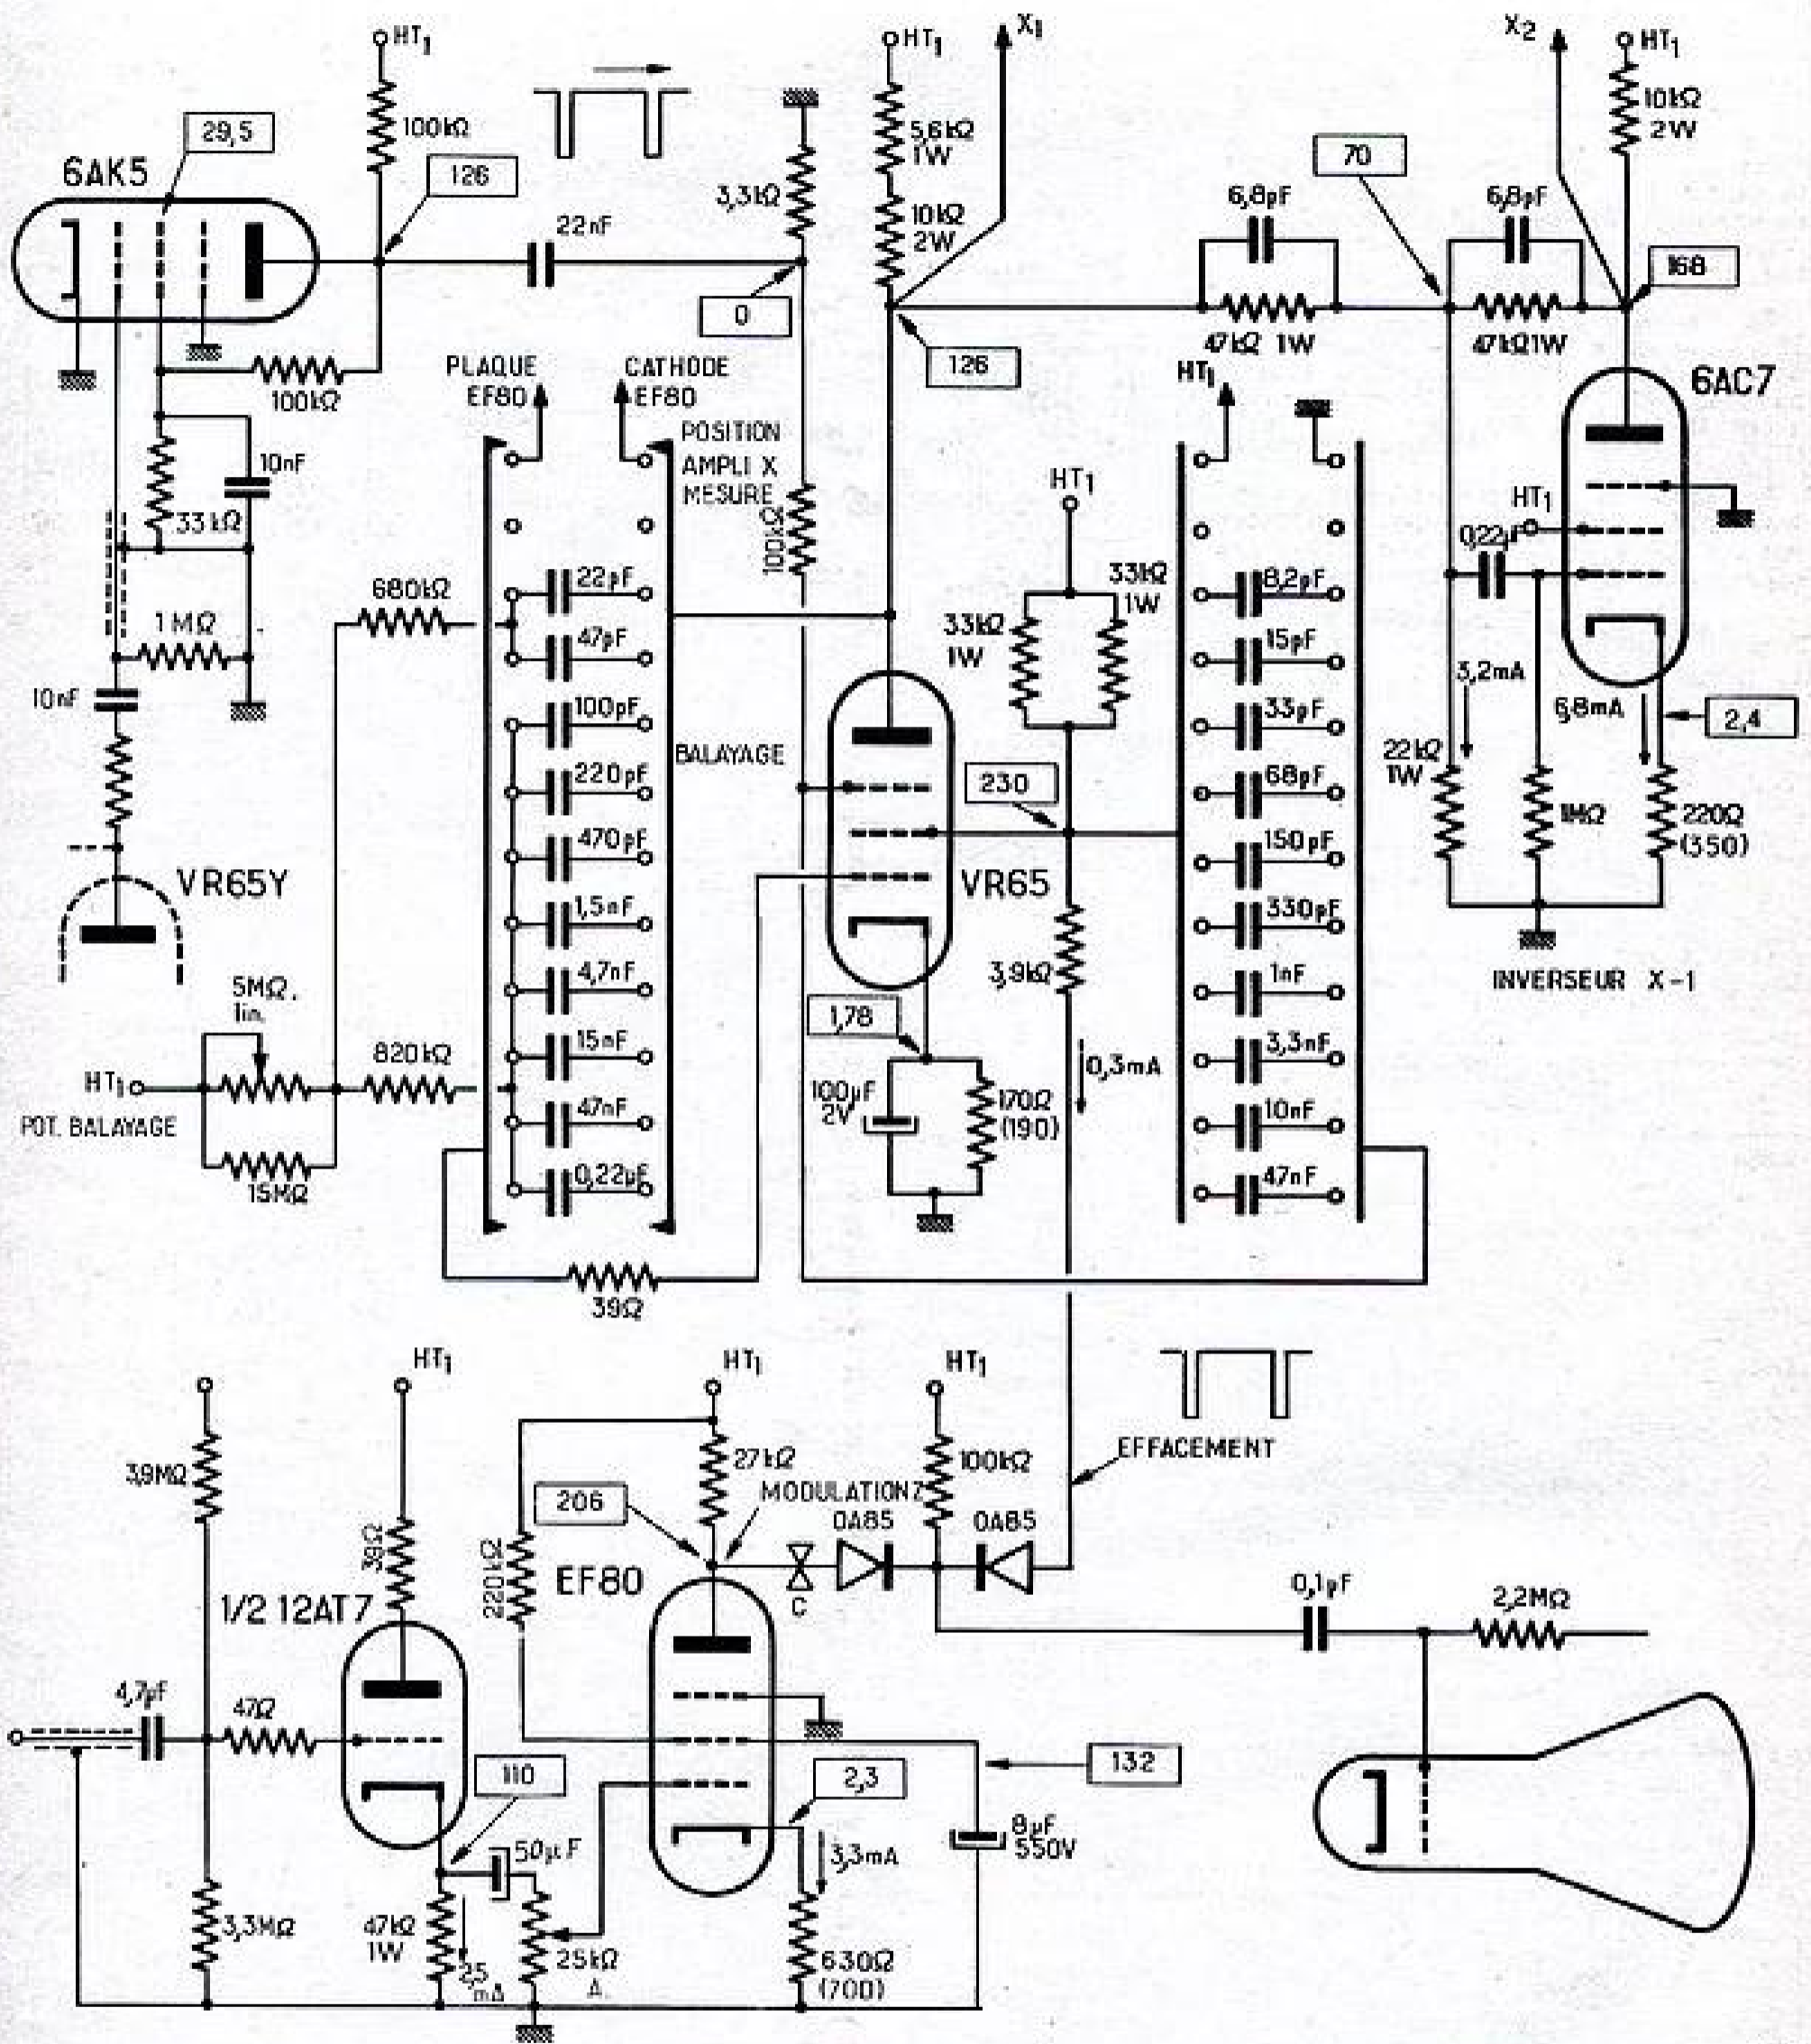 HT1
X1
HT1
X2
HT1
100kΩ
5,6kΩ
1W
10kΩ
2W
29,5
6AK5
126
3,3kΩ
10kΩ
2W
70
6,8pF
6,8pF
22nF
168
0
47kΩ 1W
47kΩ1W
126
PLAQUE
EF80
CATHODE
EF80
HT1
6AC7
100kΩ
POSITION
AMPLI X
MESURE
10nF
33kΩ
100kΩ
HT1
HT1
0,22µF
680kΩ
22pF
33kΩ
1W
8,2pF
1MΩ
47pF
33kΩ
1W
15pF
3,2mA
10nF
100pF
33pF
6,8mA
2,4
BALAYAGE
220pF
230
68pF
22kΩ
1W
1MΩ
220Ω
(350)
470pF
150pF
VR65Y
VR65
1,5nF
330pF
4,7nF
3,9kΩ
1nF
INVERSEUR X-1
5MΩ.
lin.
1,78
820kΩ
15nF
3,3nF
HT1
0,3mA
100µF
2V
170Ω
(190)
POT. BALAYAGE
47nF
10nF
15MΩ
0,22µF
47nF
39Ω
HT1
HT1
HT1
EFFACEMENT
3,9MΩ
27kΩ
100kΩ
206
MODULATION Z
OA85
OA85
39Ω
220kΩ
EF80
C
0,1µF
2,2MΩ
1/2 12AT7
4,7µF
47Ω
110
2,3
132
50µF
3,3mA
8µF
550V
3,3MΩ
47kΩ
1W
2,5
mA
25kΩ
A.
630Ω
(700)